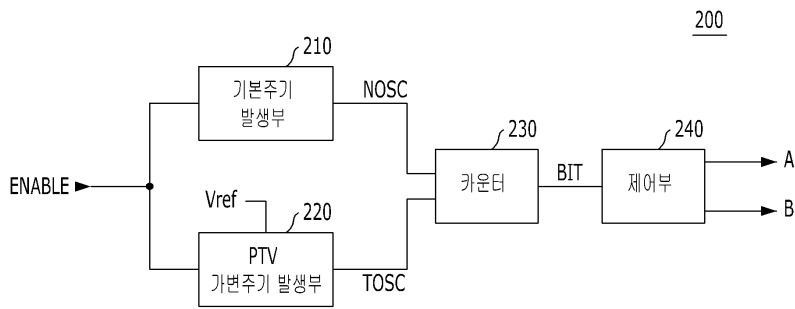 200
210
기본주기
발생부
NOSC
230
240
ENABLE
카운터
BIT
제어부
A
B
Vref
220
PTV
가변주기 발생부
TOSC